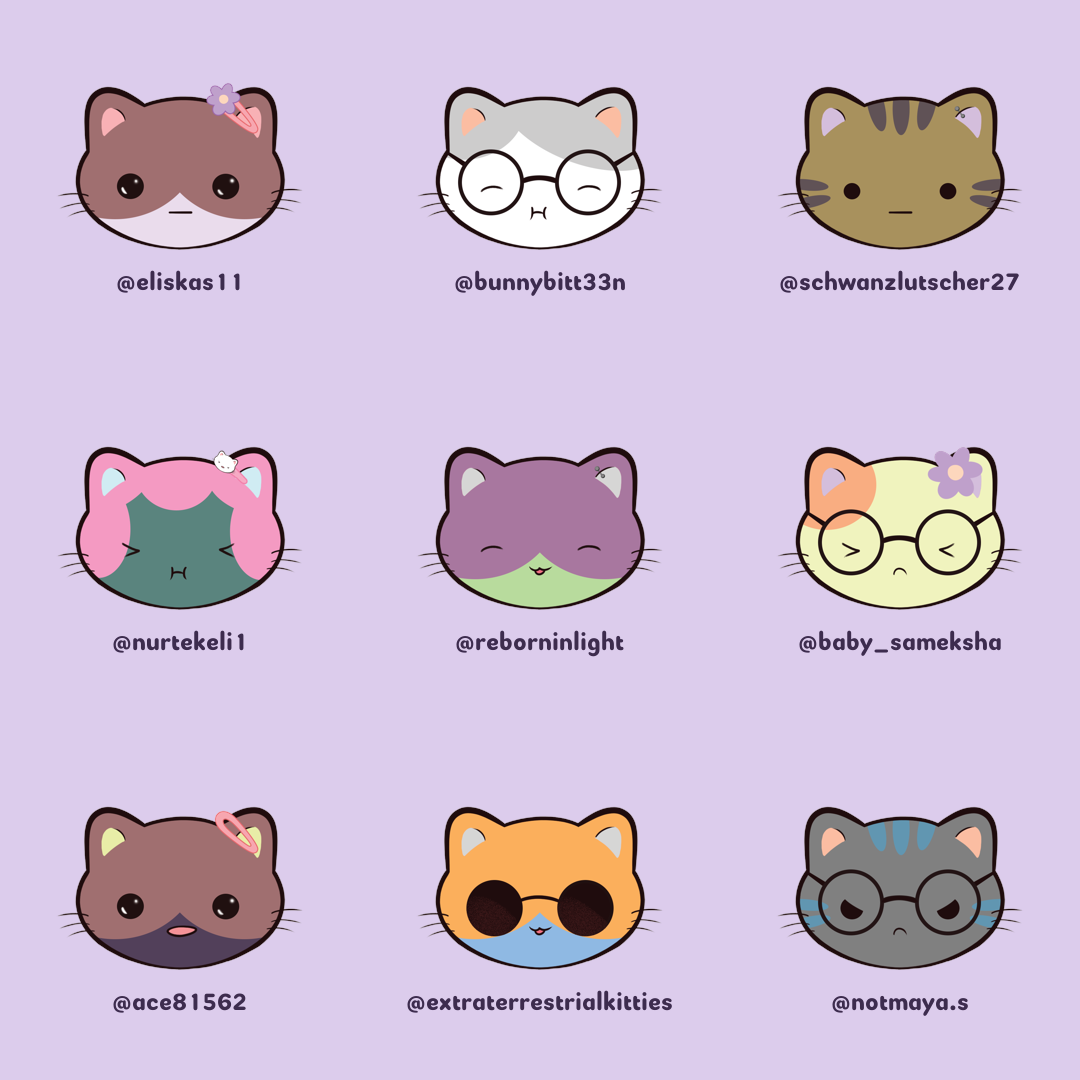 @eliskas11
@bunnybitt33n
@schwanzlutscher27
@nurtekeli1
@reborninlight
@baby_sameksha
@ace81562
@extraterrestrialkitties
@notmaya.s